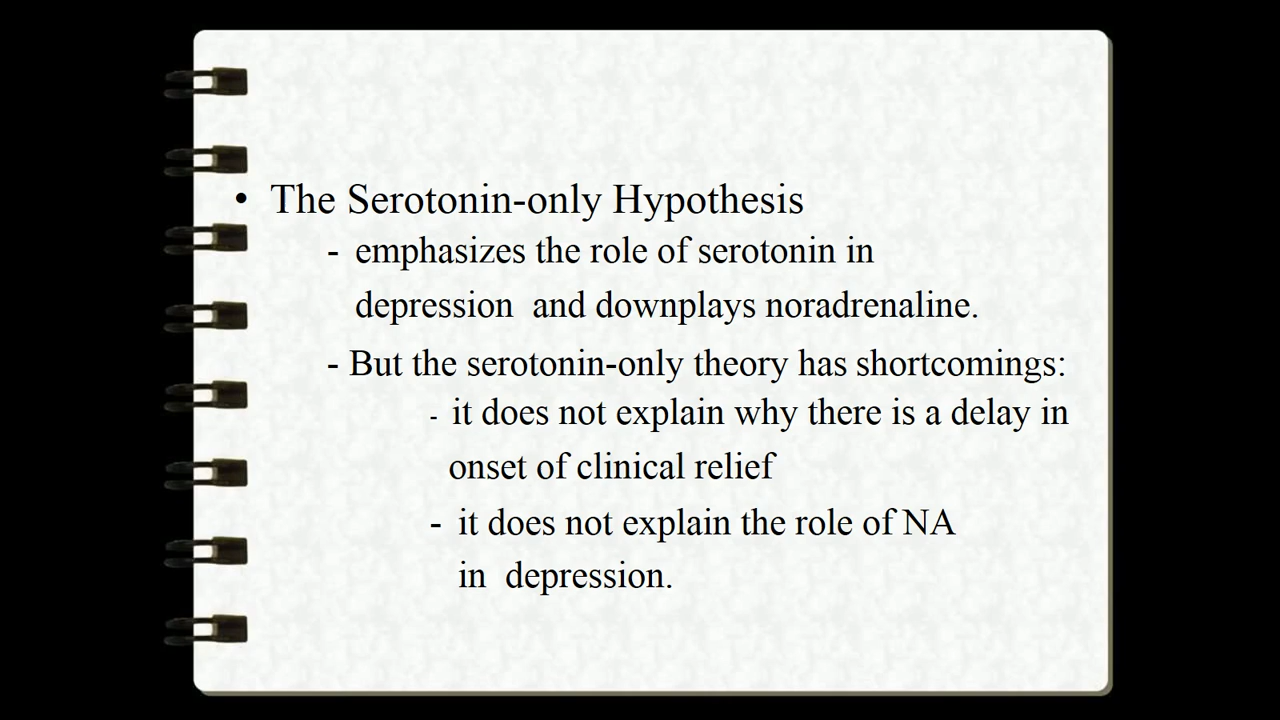 • The Serotonin-only Hypothesis
- emphasizes the role of serotonin in
depression and downplays noradrenaline.
- But the serotonin-only theory has shortcomings:
- it does not explain why there is a delay in
onset of clinical relief
- it does not explain the role of NA
in depression.